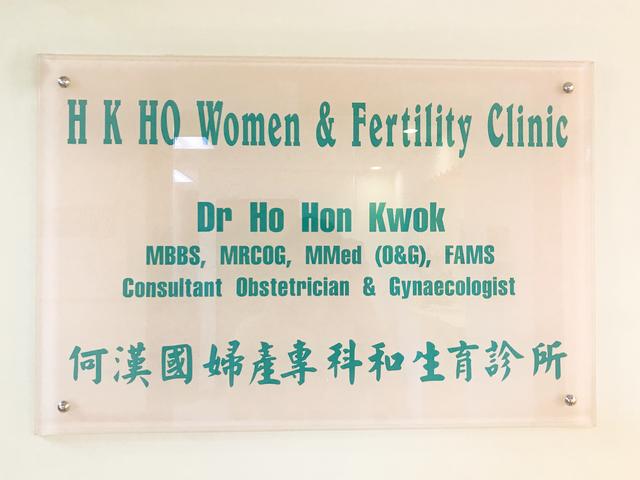 H K HO Women & Fertility Clinic
Dr Ho Hon Kwok
MBBS, MRCOG, MMed (O&G), FAMS
Consultant Obstetrician & Gynaecologist
何漢國婦產專科和生育診所